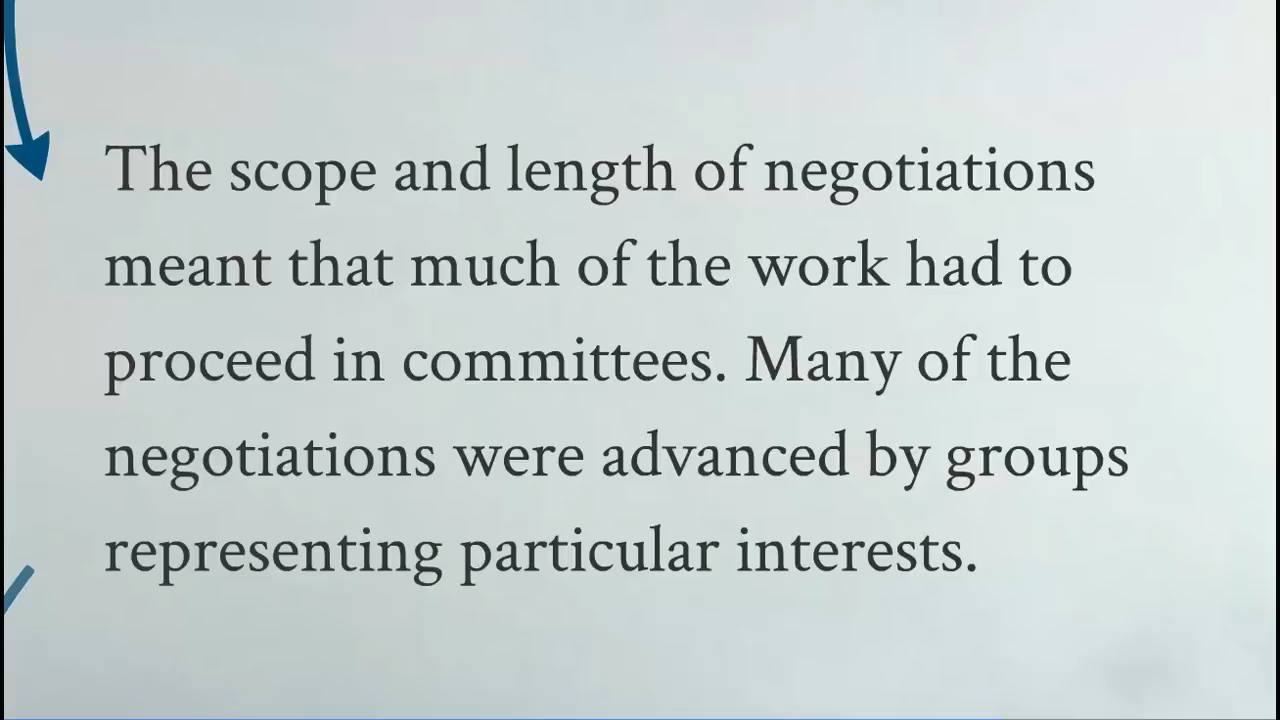 The scope and length of negotiations
meant that much of the work had to
proceed in committees. Many of the
negotiations were advanced by groups
representing particular interests.